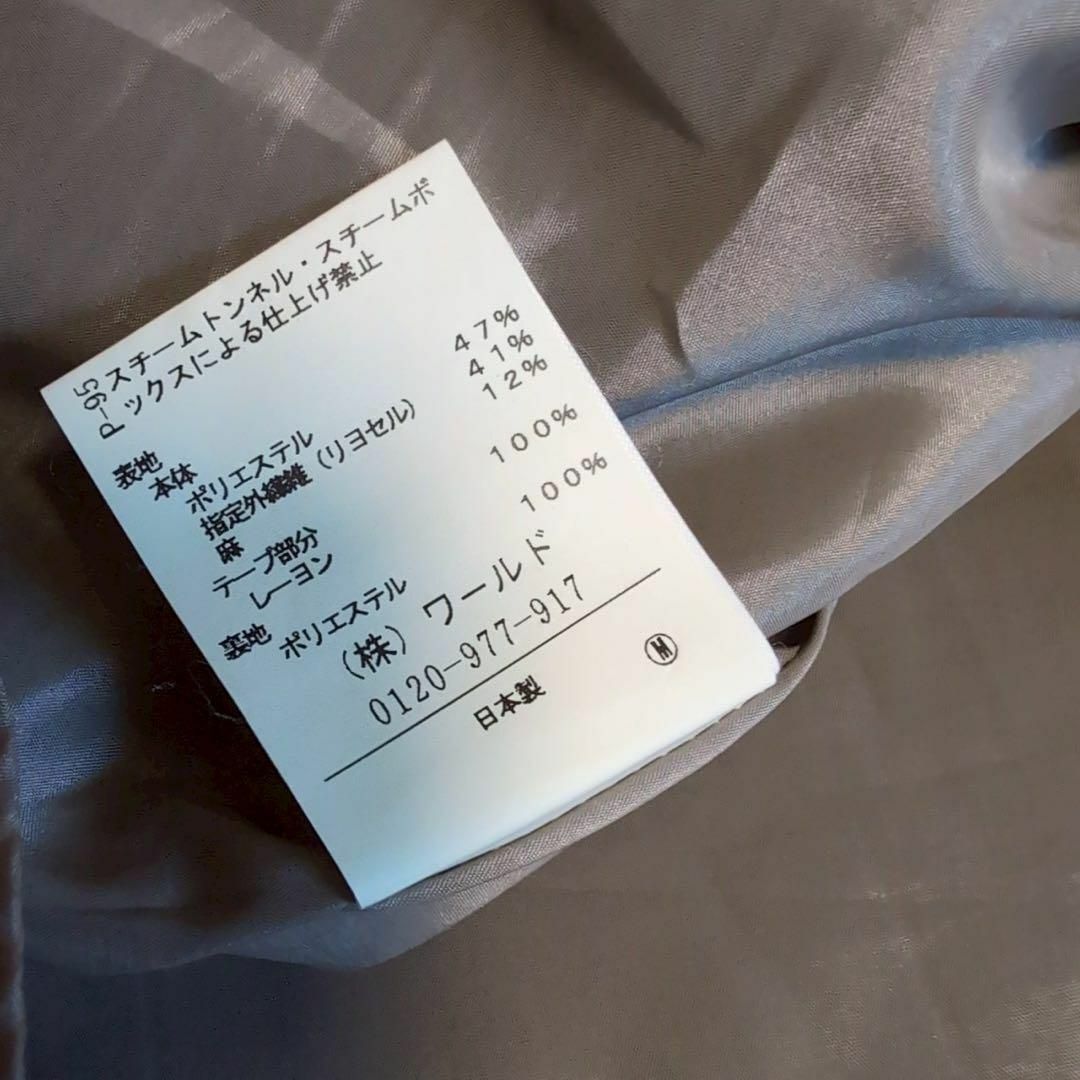 P-95
スチームトンネル・スチームボ
ックスによる仕上げ禁止
表地
本体
ポリエステル 47%
指定外繊維(リヨセル) 41%
麻 12%
テープ部分
レーヨン 100%
裏地
ポリエステル 100%
(株)ワールド
0120-977-917
日本製 M